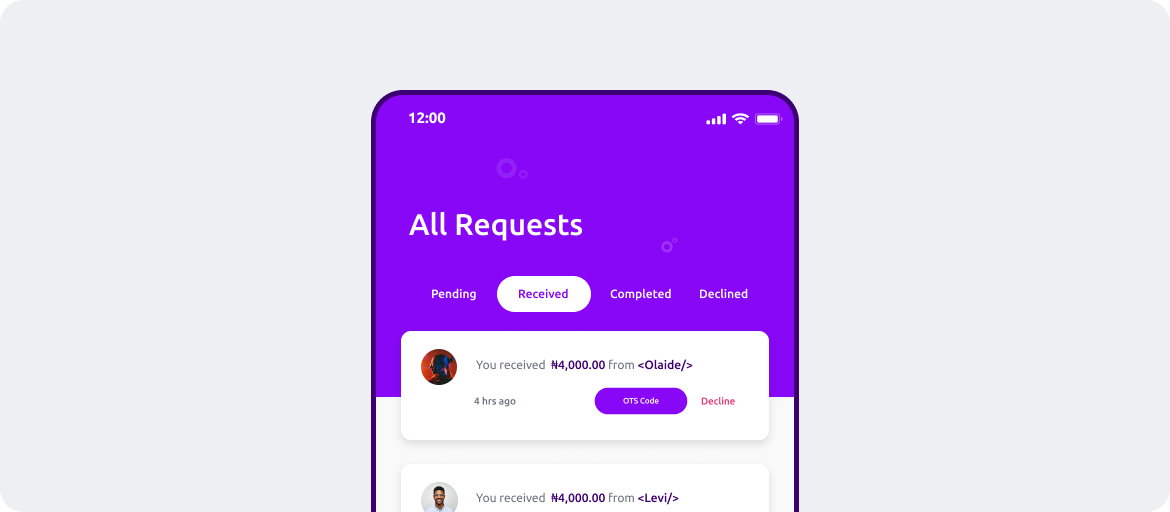 12:00
All Requests
Pending Received Completed Declined
You received ₦4,000.00 from <Olaide/>
4 hrs ago OTS Code Decline
You received ₦4,000.00 from <Levi/>